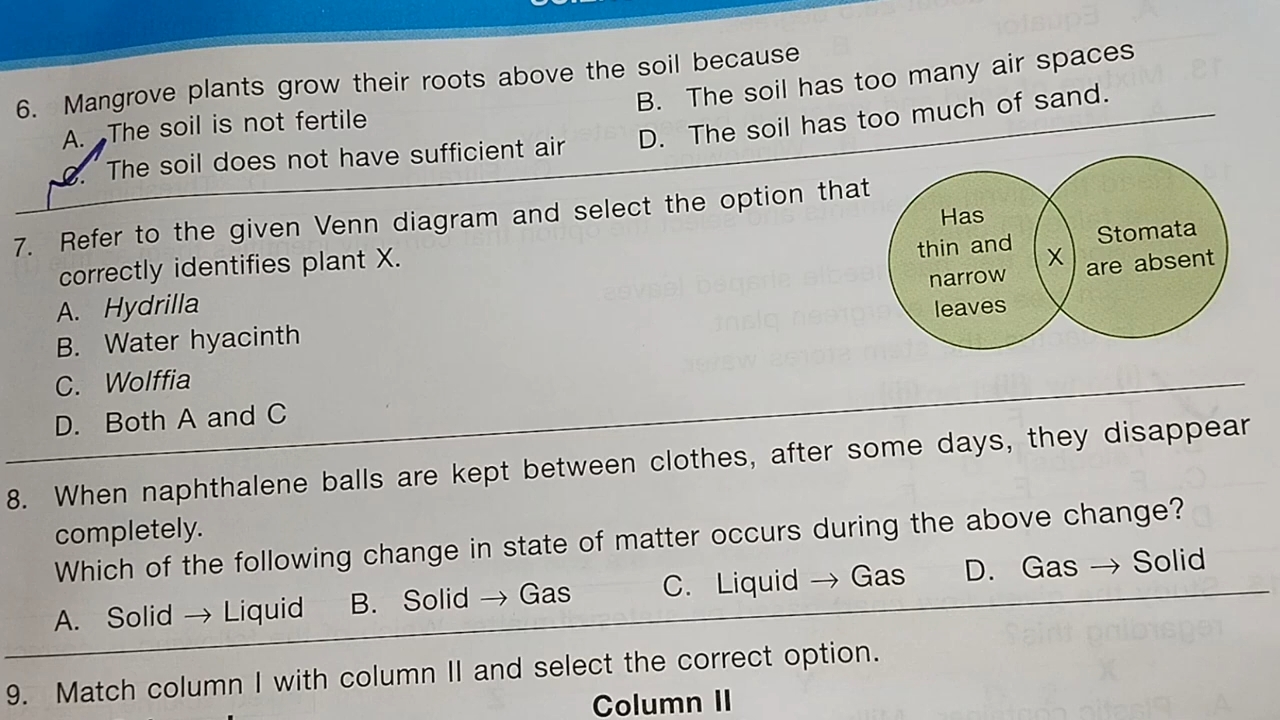 6. Mangrove plants grow their roots above the soil because
A. The soil is not fertile
B. The soil has too many air spaces
C. The soil does not have sufficient air
D. The soil has too much of sand.
7. Refer to the given Venn diagram and select the option that
correctly identifies plant X.
A. Hydrilla
B. Water hyacinth
C. Wolffia
D. Both A and C
Has
thin and
narrow
leaves
X
Stomata
are absent
8. When naphthalene balls are kept between clothes, after some days, they disappear
completely.
Which of the following change in state of matter occurs during the above change?
A. Solid → Liquid
B. Solid → Gas
C. Liquid → Gas
D. Gas → Solid
9. Match column I with column II and select the correct option.
Column II